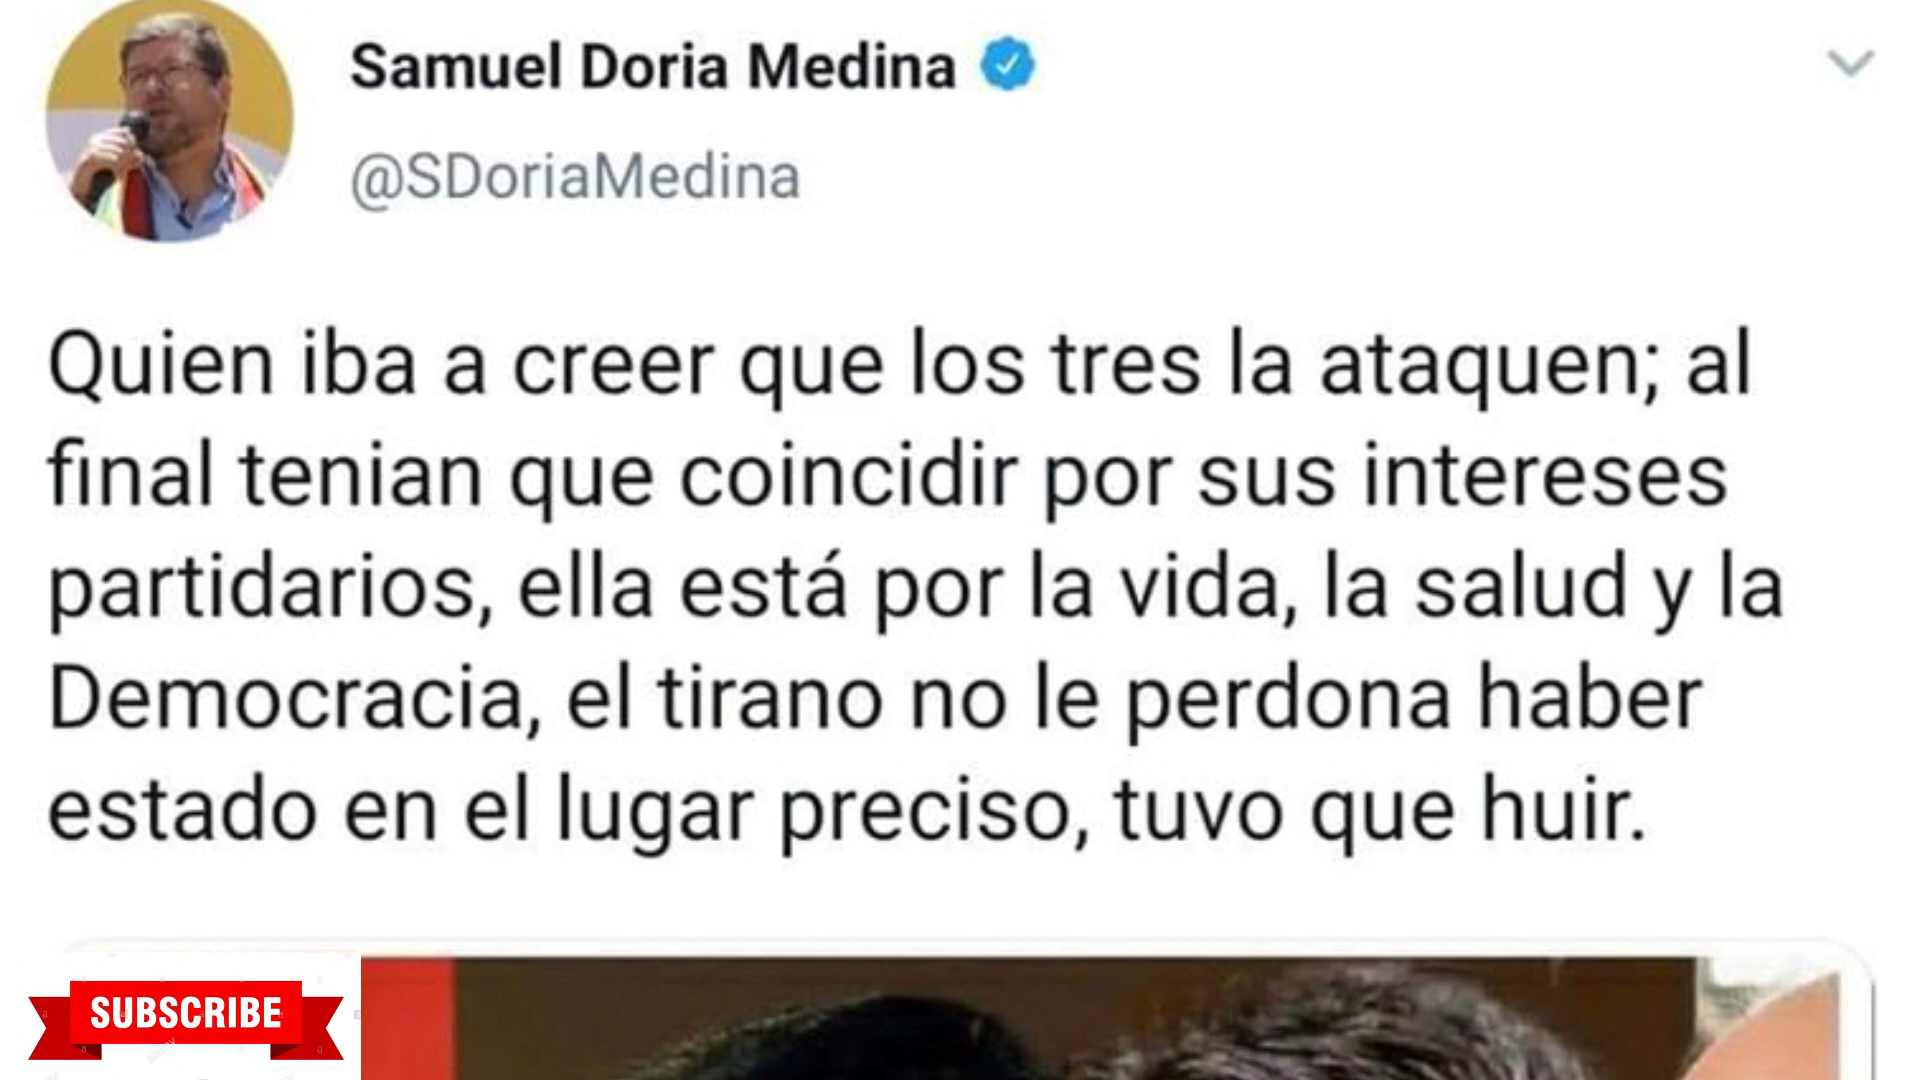 Samuel Doria Medina
@SDoriaMedina
Quien iba a creer que los tres la ataquen; al
final tenian que coincidir por sus intereses
partidarios, ella está por la vida, la salud y la
Democracia, el tirano no le perdona haber
estado en el lugar preciso, tuvo que huir.
SUBSCRIBE